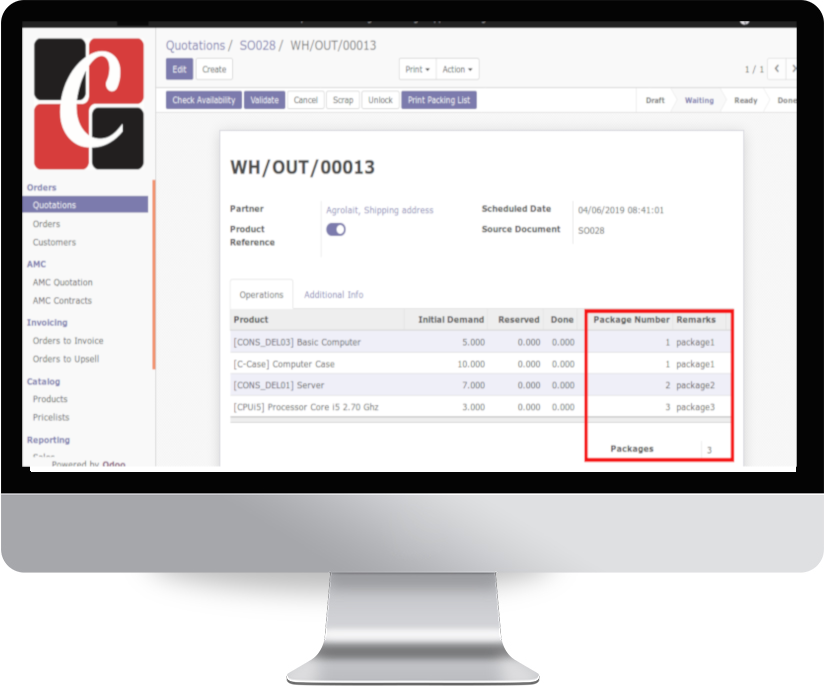 Quotations / SO028 / WH/OUT/00013
Edit Create Print Action 1 / 1
Check Availability Validate Cancel Scrap Unlock Print Packing List Draft Waiting Ready Done
C
Orders
Quotations
Orders
Customers
AMC
AMC Quotation
AMC Contracts
Invoicing
Orders to Invoice
Orders to Upsell
Catalog
Products
Pricelists
Reporting
Powered by Odoo
WH/OUT/00013
Partner Agrolait, Shipping address Scheduled Date 04/06/2019 08:41:01
Product Reference Source Document SO028
Operations Additional Info
Product Initial Demand Reserved Done Package Number Remarks
[CONS_DEL03] Basic Computer 5.000 0.000 0.000 1 package1
[C-Case] Computer Case 10.000 0.000 0.000 1 package1
[CONS_DEL01] Server 7.000 0.000 0.000 2 package2
[CPUi5] Processor Core i5 2.70 Ghz 3.000 0.000 0.000 3 package3
Packages 3